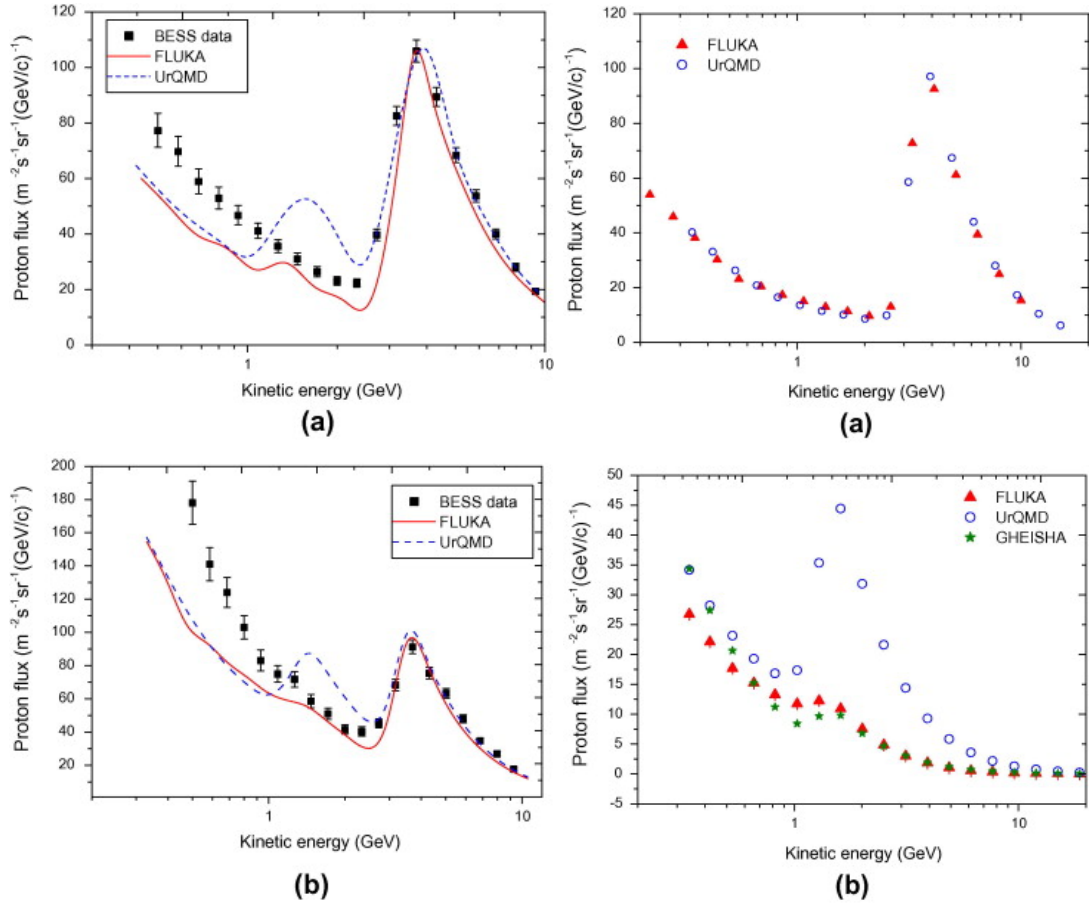 120
100
80
60
40
20
0
Proton flux (m⁻²s⁻¹sr⁻¹(GeV/c)⁻¹)
BESS data
FLUKA
UrQMD
1
10
Kinetic energy (GeV)
(a)
120
100
80
60
40
20
0
Proton flux (m⁻²s⁻¹sr⁻¹(GeV/c)⁻¹)
FLUKA
UrQMD
1
10
Kinetic energy (GeV)
(a)
200
180
160
140
120
100
80
60
40
20
Proton flux (m⁻²s⁻¹sr⁻¹(GeV/c)⁻¹)
BESS data
FLUKA
UrQMD
1
10
Kinetic energy (GeV)
(b)
50
45
40
35
30
25
20
15
10
5
0
-5
Proton flux (m⁻²s⁻¹sr⁻¹(GeV/c)⁻¹)
FLUKA
UrQMD
GHEISHA
1
10
Kinetic energy (GeV)
(b)